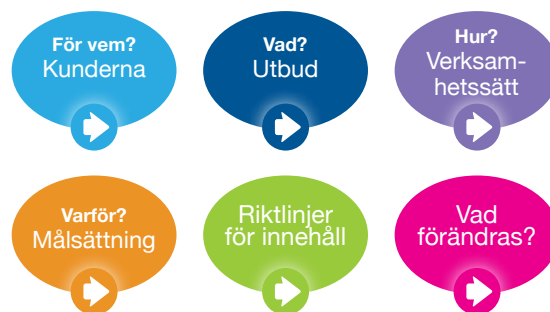 För vem?
Kunderna
Vad?
Utbud
Hur?
Verksam-
hetssätt
Varför?
Målsättning
Riktlinjer
för innehåll
Vad
förändras?